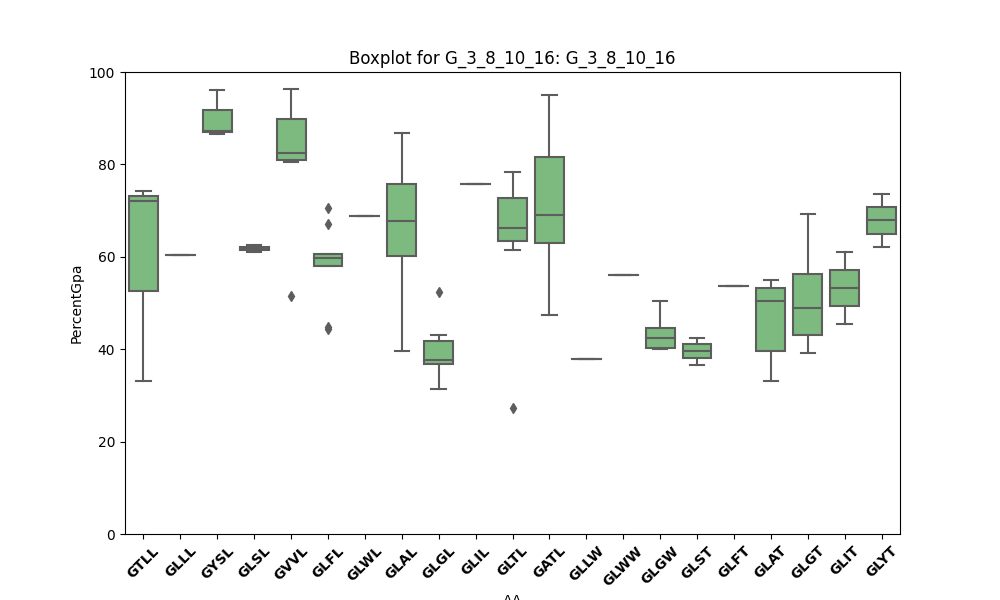 Boxplot for G_3_8_10_16: G_3_8_10_16
PercentGpa
100
80
60
40
20
0
GTLL GLLL GYSL GLSL GVVL GLFL GLWL GLAL GLGL GLIL GLTL GATL GLLW GLWW GLGW GLST GLFT GLAT GLGT GLIT GLYT
AA